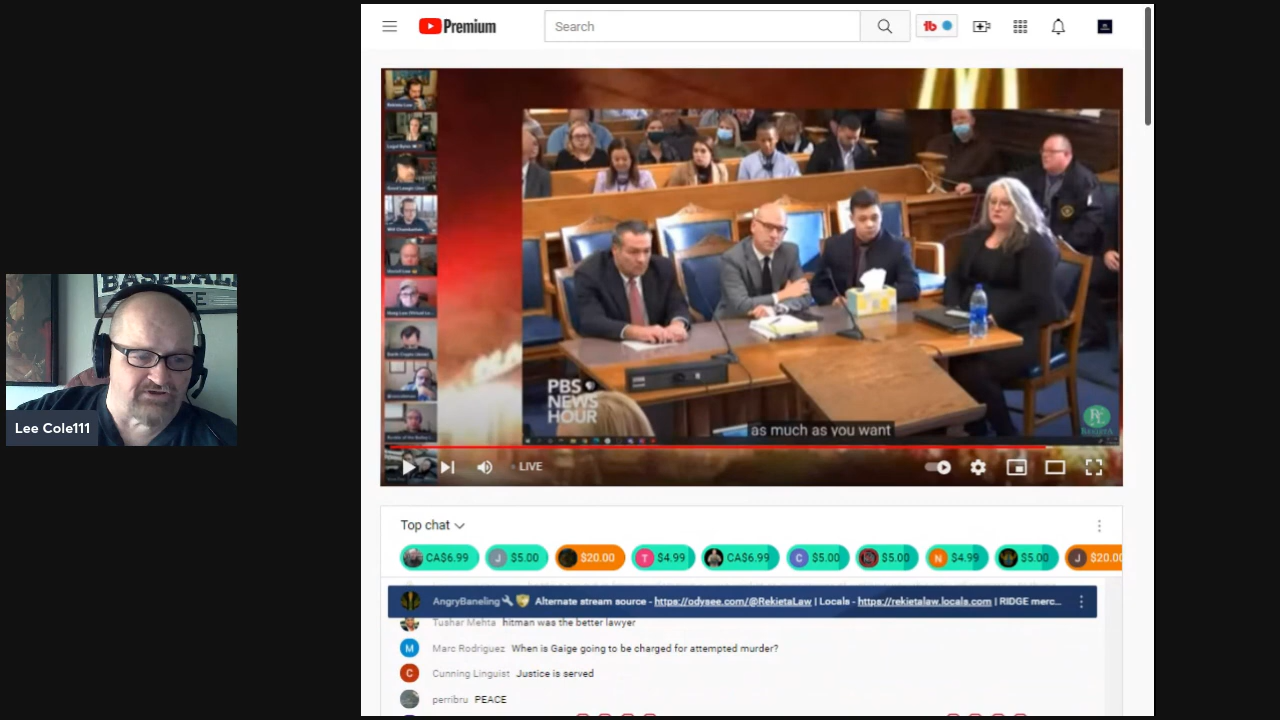 Premium
Search
BASEBALL
Lee Cole111
Rekieta Law
PBS
NEWS
HOUR
as much as you want
LIVE
Top chat
CA$6.99
$5.00
$20.00
$4.99
CA$6.99
$5.00
$5.00
$4.99
$5.00
$20.00
AngryBaneling Alternate stream source - https://odysee.com/@RekietaLaw | Locals - https://rekietalaw.locals.com | RIDGE merc...
Tushar Mehta hitman was the better lawyer
Marc Rodriguez When is Gaige going to be charged for attempted murder?
Cunning Linguist Justice is served
perribru PEACE